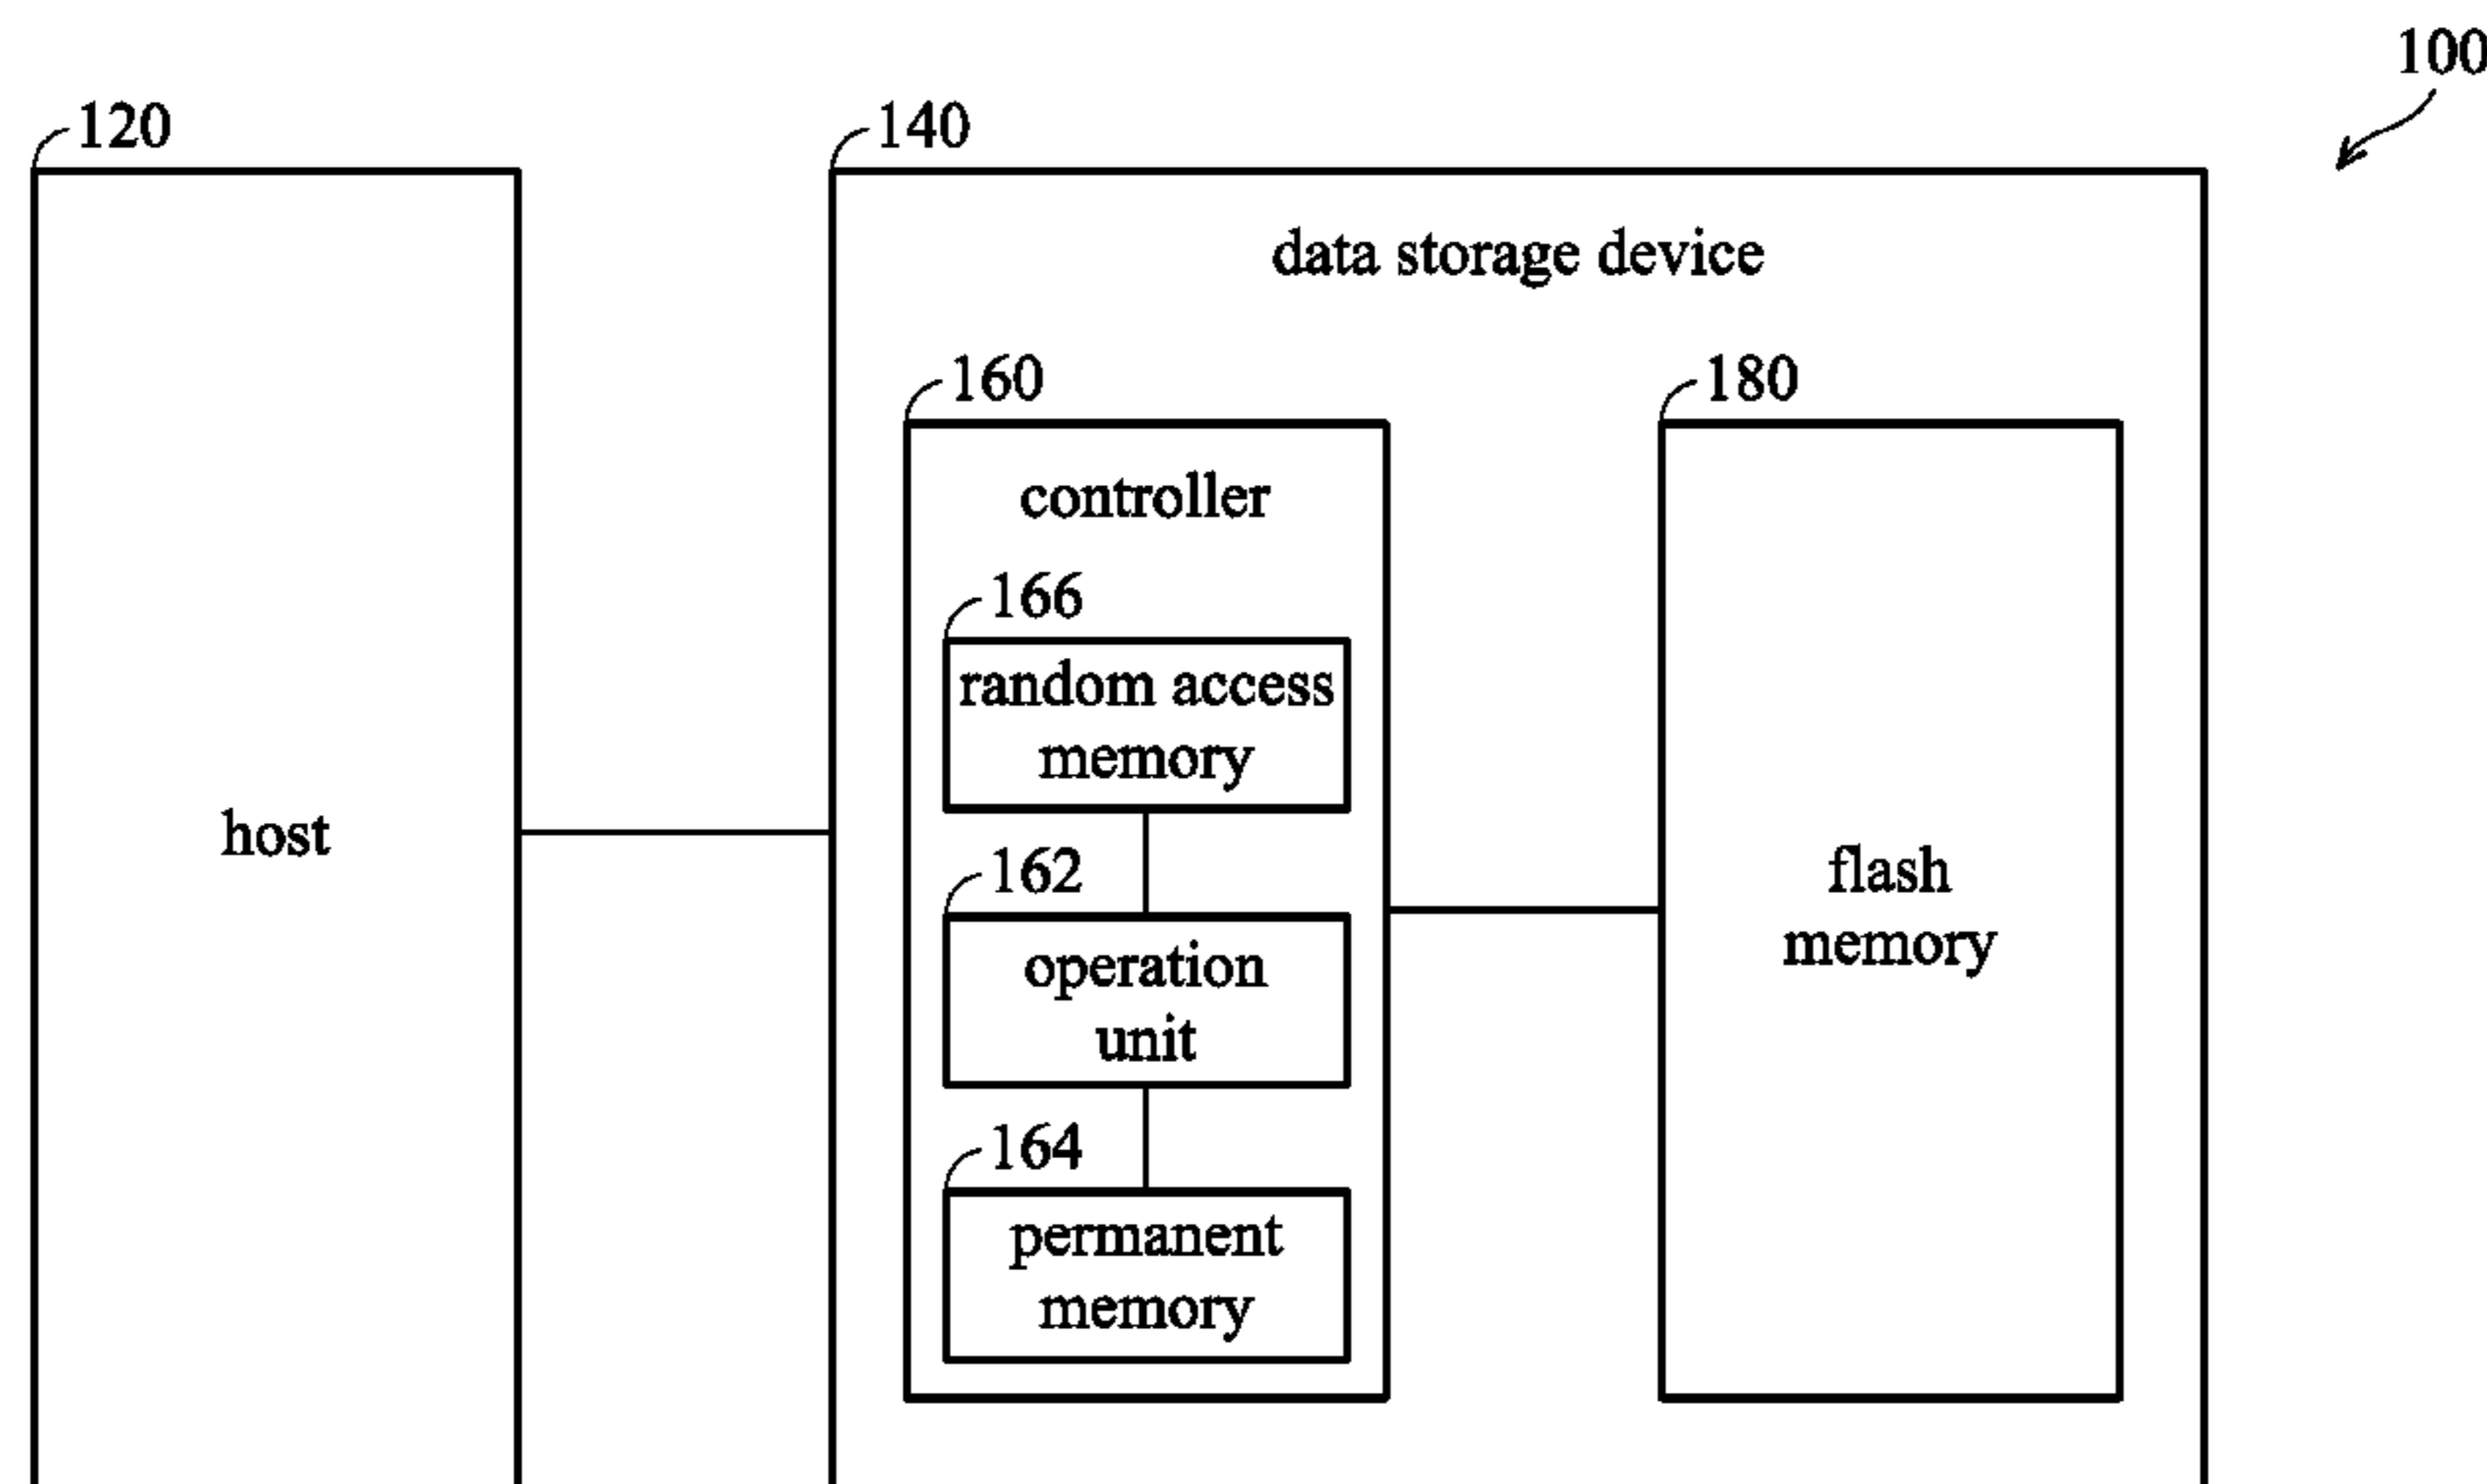 100
120
140
data storage device
160
180
controller
166
random access
memory
host
162
flash
memory
operation
unit
164
permanent
memory